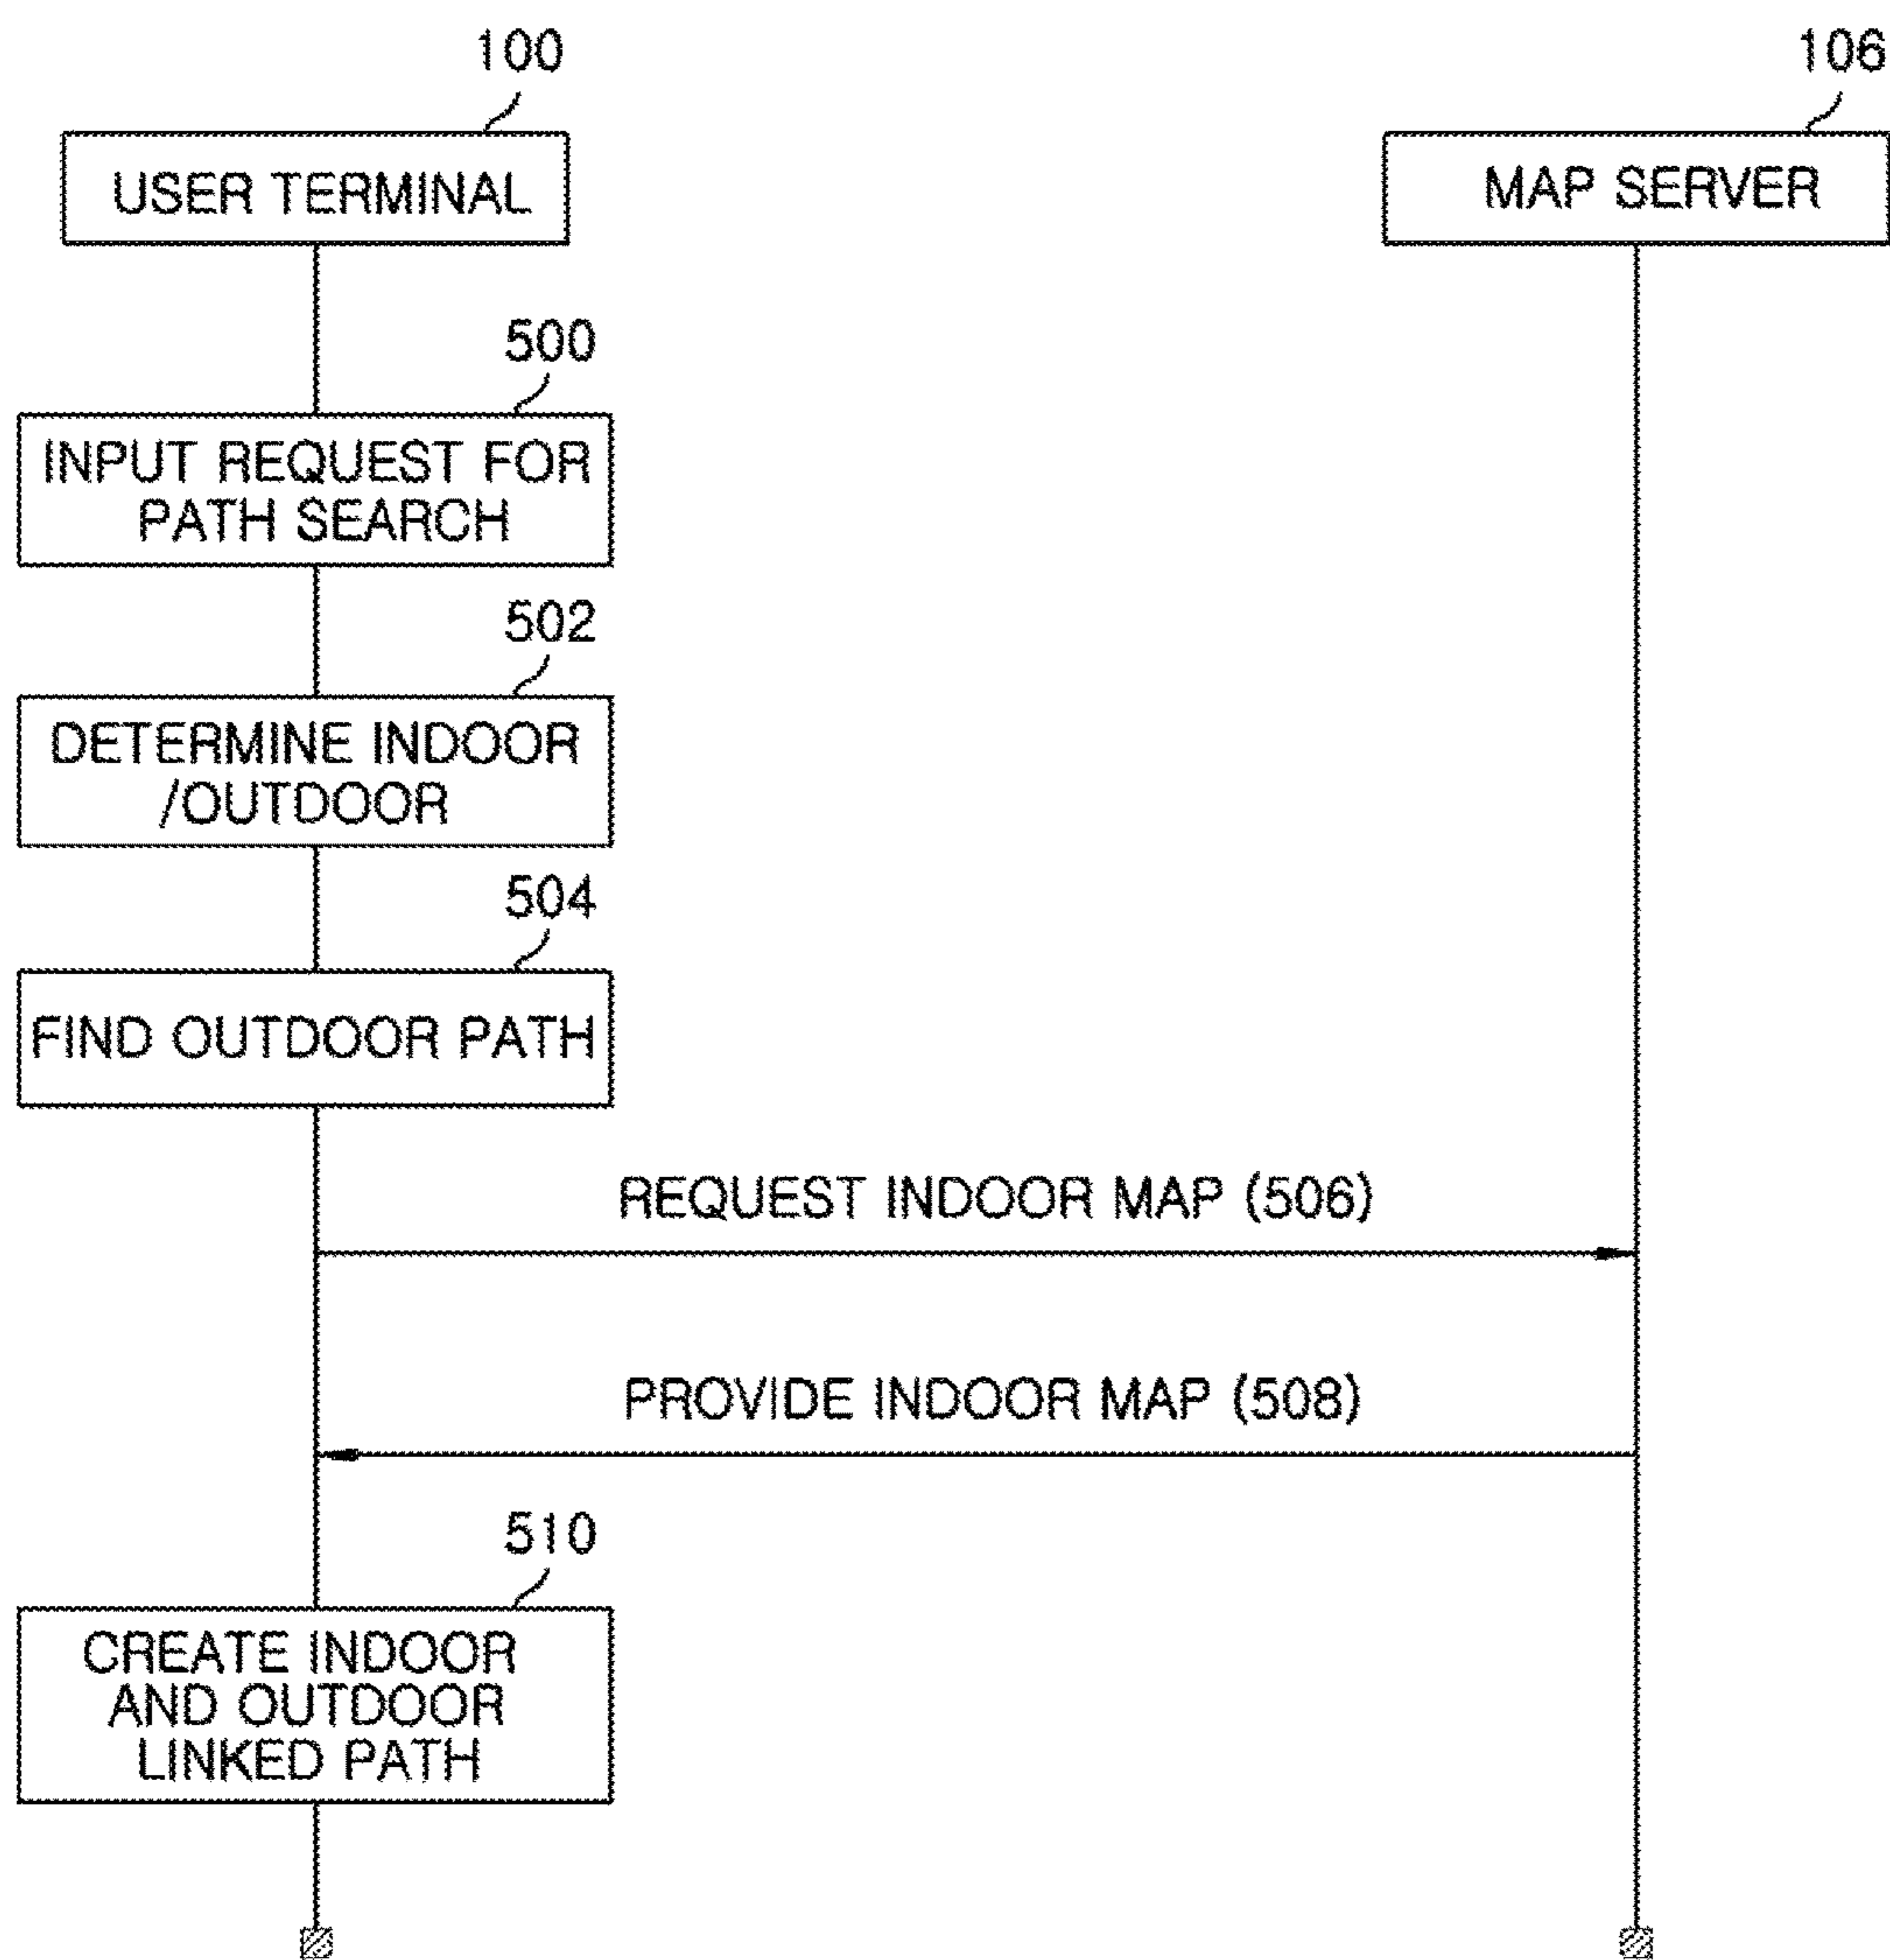 100
106
USER TERMINAL
MAP SERVER
500
INPUT REQUEST FOR
PATH SEARCH
502
DETERMINE INDOOR
/OUTDOOR
504
FIND OUTDOOR PATH
REQUEST INDOOR MAP (506)
PROVIDE INDOOR MAP (508)
510
CREATE INDOOR
AND OUTDOOR
LINKED PATH